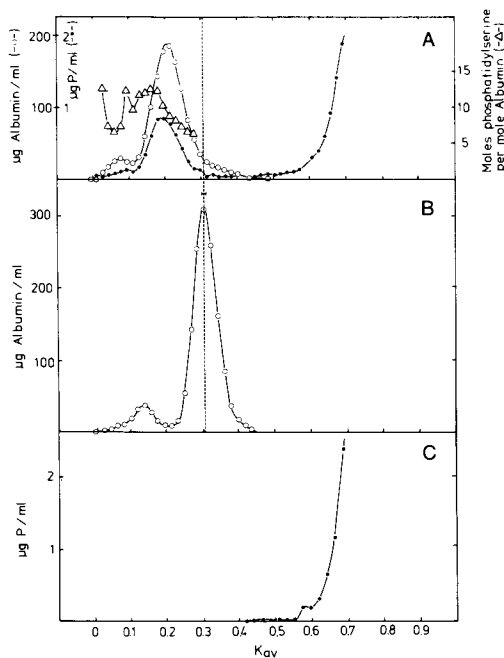 A
200
100
2
1
µg Albumin / ml (-o-)
µg P / ml (-•-)
15
10
5
Moles phosphatidylserine
per mole Albumin (-Δ-)
B
300
200
100
µg Albumin / ml
C
2
1
µg P / ml
0 0.1 0.2 0.3 0.4 0.5 0.6 0.7 0.8 0.9
Kav